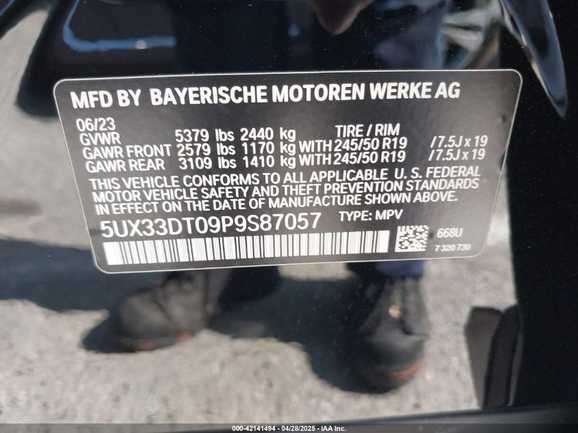 MFD BY BAYERISCHE MOTOREN WERKE AG
06/23
GVWR 5379 lbs 2440 kg TIRE / RIM
GAWR FRONT 2579 lbs 1170 kg WITH 245/50 R19 / 7.5J x 19
GAWR REAR 3109 lbs 1410 kg WITH 245/50 R19 / 7.5J x 19
THIS VEHICLE CONFORMS TO ALL APPLICABLE U. S. FEDERAL
MOTOR VEHICLE SAFETY AND THEFT PREVENTION STANDARDS
IN EFFECT ON THE DATE OF MANUFACTURE SHOWN ABOVE.
5UX33DT09P9S87057 TYPE: MPV
668U
7 320 730
000-42141494 - 04/28/2025 - IAA Inc.